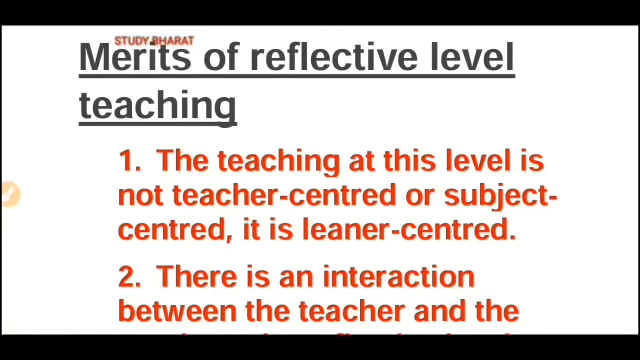 STUDY BHARAT
Merits of reflective level
teaching
1. The teaching at this level is
not teacher-centred or subject-
centred, it is leaner-centred.
2. There is an interaction
between the teacher and the